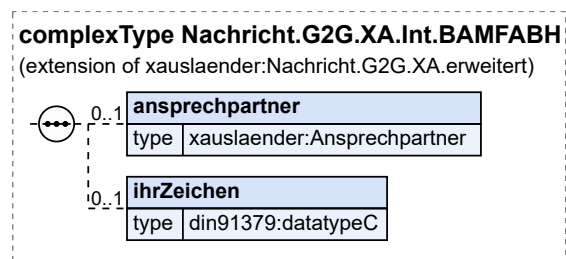 complexType Nachricht.G2G.XA.Int.BAMFABH
(extension of xauslaender:Nachricht.G2G.XA.erweitert)
0..1 ansprechpartner
type xauslaender:Ansprechpartner
0..1 ihrZeichen
type din91379:datatypeC